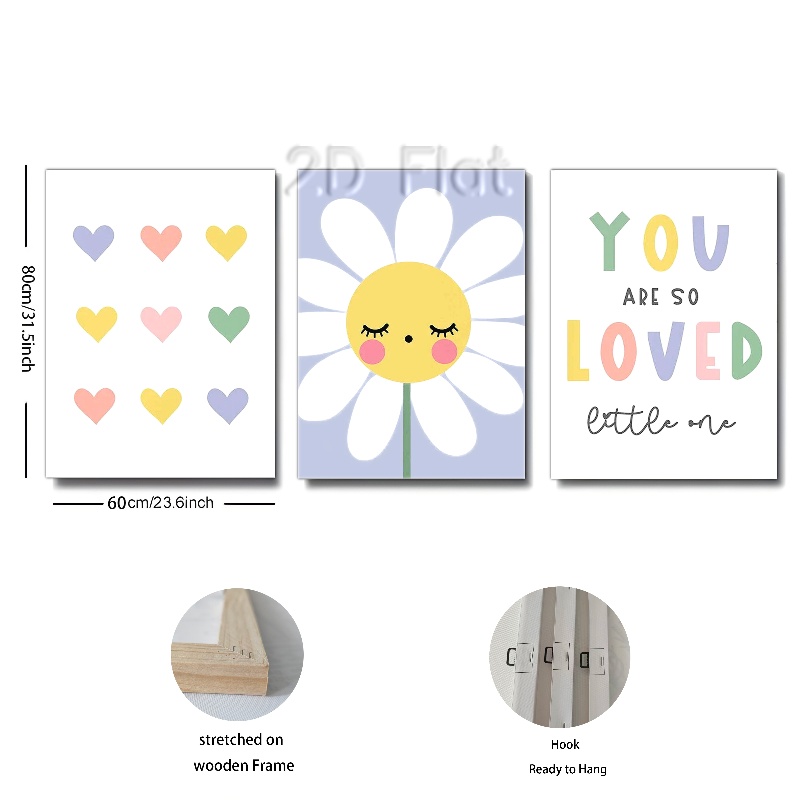 2D Flat
YOU
ARE SO
LOVED
little one
80cm/31.5inch
60cm/23.6inch
stretched on
wooden Frame
Hook
Ready to Hang